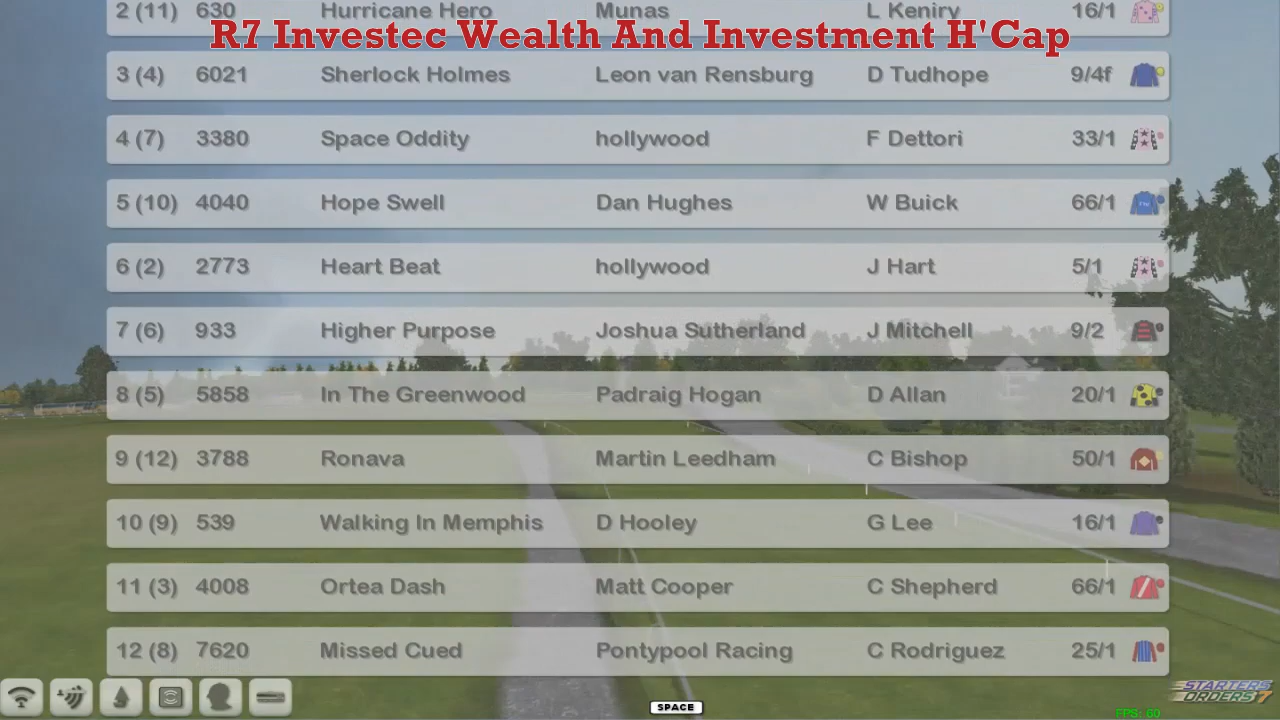 2 (11) 630 Hurricane Hero Munas L Keniry 16/1
R7 Investec Wealth And Investment H'Cap
3 (4) 6021 Sherlock Holmes Leon van Rensburg D Tudhope 9/4f
4 (7) 3380 Space Oddity hollywood F Dettori 33/1
5 (10) 4040 Hope Swell Dan Hughes W Buick 66/1
6 (2) 2773 Heart Beat hollywood J Hart 5/1
7 (6) 933 Higher Purpose Joshua Sutherland J Mitchell 9/2
8 (5) 5858 In The Greenwood Padraig Hogan D Allan 20/1
9 (12) 3788 Ronava Martin Leedham C Bishop 50/1
10 (9) 539 Walking In Memphis D Hooley G Lee 16/1
11 (3) 4008 Ortea Dash Matt Cooper C Shepherd 66/1
12 (8) 7620 Missed Cued Pontypool Racing C Rodriguez 25/1
SPACE
STARTERS
ORDERS 7
FPS: 60